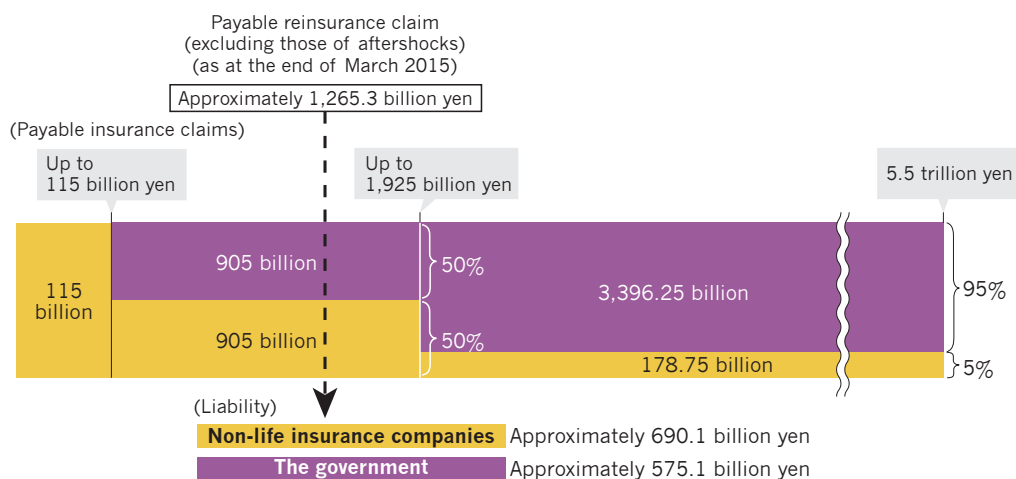 Payable reinsurance claim
(excluding those of aftershocks)
(as at the end of March 2015)
Approximately 1,265.3 billion yen
(Payable insurance claims)
Up to
115 billion yen
Up to
1,925 billion yen
5.5 trillion yen
115
billion
905 billion
50%
905 billion
50%
3,396.25 billion
95%
178.75 billion
5%
(Liability)
Non-life insurance companies Approximately 690.1 billion yen
The government Approximately 575.1 billion yen